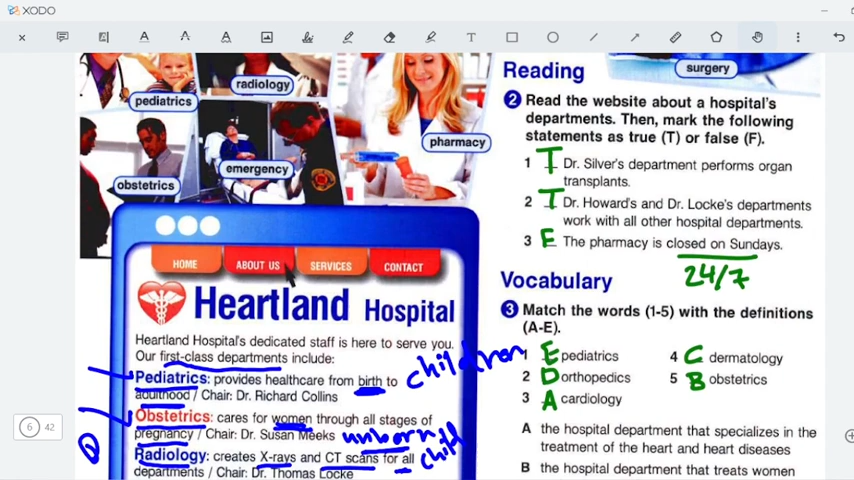 XODO
pediatrics
radiology
obstetrics
emergency
pharmacy
surgery
HOME
ABOUT US
SERVICES
CONTACT
Heartland Hospital
Heartland Hospital's dedicated staff is here to serve you.
Our first-class departments include:
Pediatrics: provides healthcare from birth to
adulthood / Chair: Dr. Richard Collins
children
Obstetrics: cares for women through all stages of
pregnancy / Chair: Dr. Susan Meeks
unborn
child
Radiology: creates X-rays and CT scans for all
departments / Chair: Dr. Thomas Locke
6 42
Reading
2 Read the website about a hospital's
departments. Then, mark the following
statements as true (T) or false (F).
1 T Dr. Silver's department performs organ
transplants.
2 T Dr. Howard's and Dr. Locke's departments
work with all other hospital departments.
3 F The pharmacy is closed on Sundays.
24/7
Vocabulary
3 Match the words (1-5) with the definitions
(A-E).
1 E pediatrics
2 D orthopedics
3 A cardiology
4 C dermatology
5 B obstetrics
A the hospital department that specializes in the
treatment of the heart and heart diseases
B the hospital department that treats women